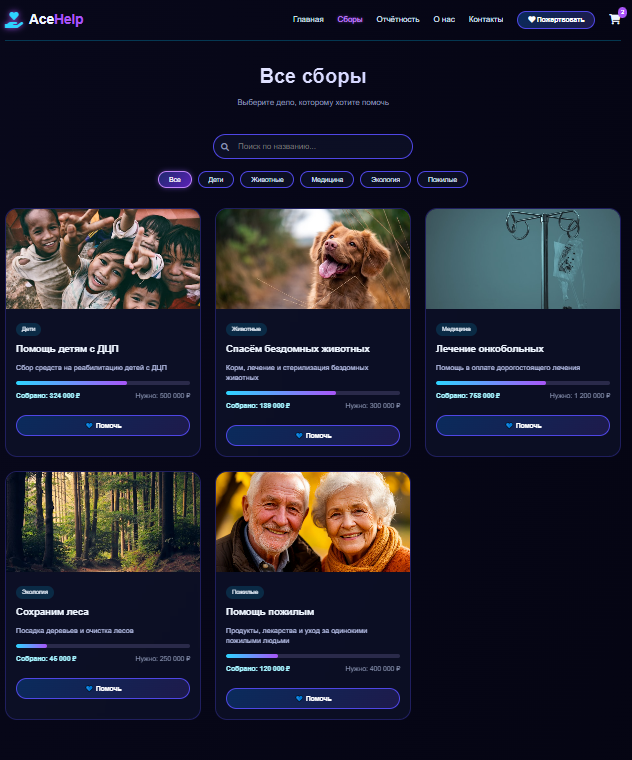 AceHelp
Главная Сборы Отчётность О нас Контакты Пожертвовать 2
Все сборы
Выберите дело, которому хотите помочь
Поиск по названию...
Все Дети Животные Медицина Экология Пожилые
Дети
Помощь детям с ДЦП
Сбор средств на реабилитацию детей с ДЦП
Собрано: 324 000 ₽ Нужно: 500 000 ₽
Помочь
Животные
Спасём бездомных животных
Корм, лечение и стерилизация бездомных
животных
Собрано: 189 000 ₽ Нужно: 300 000 ₽
Помочь
Медицина
Лечение онкобольных
Помощь в оплате дорогостоящего лечения
Собрано: 758 000 ₽ Нужно: 1 200 000 ₽
Помочь
Экология
Сохраним леса
Посадка деревьев и очистка лесов
Собрано: 45 000 ₽ Нужно: 250 000 ₽
Помочь
Пожилые
Помощь пожилым
Продукты, лекарства и уход за одинокими
пожилыми людьми
Собрано: 120 000 ₽ Нужно: 400 000 ₽
Помочь